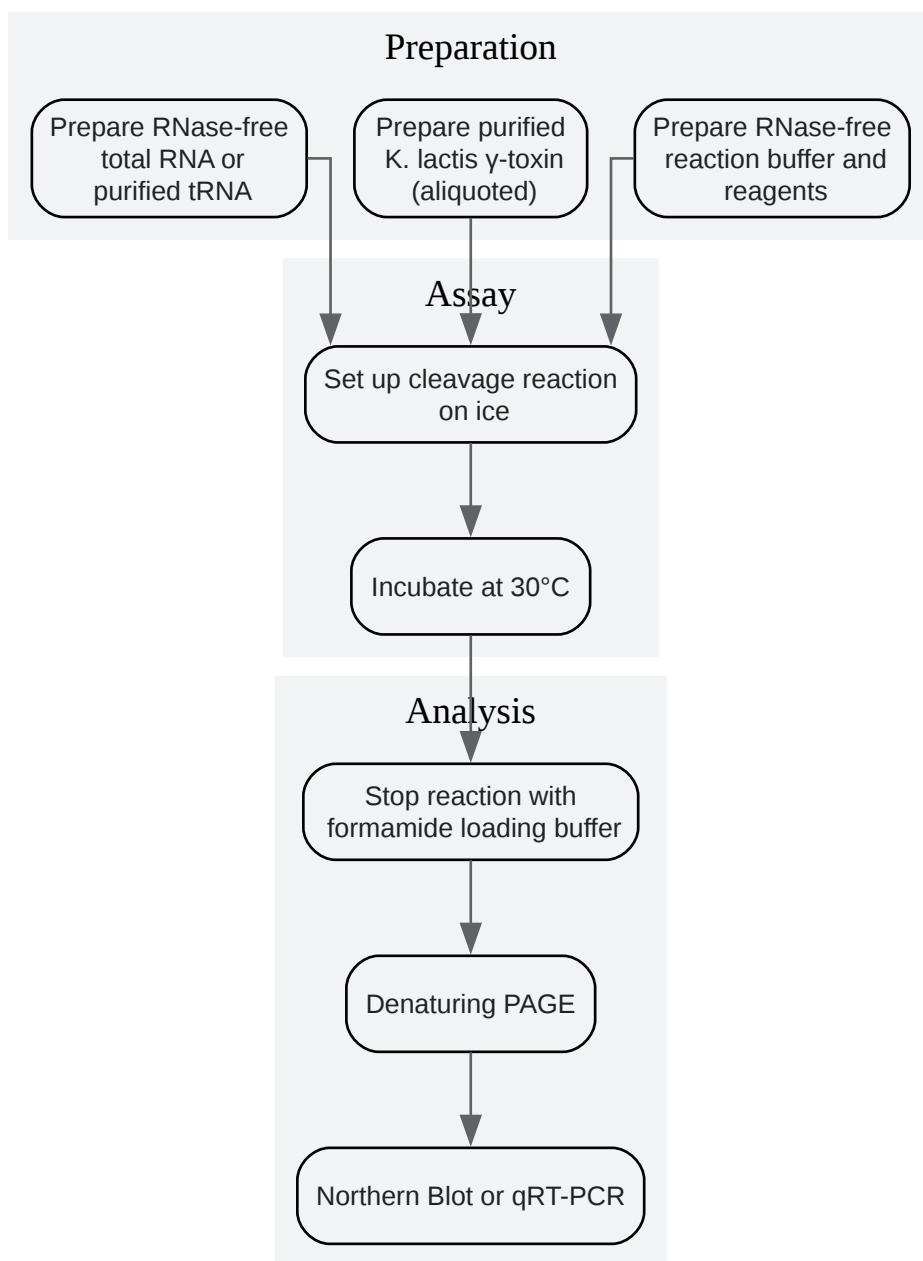 Preparation
Prepare RNase-free
total RNA or
purified tRNA
Prepare purified
K. lactis γ-toxin
(aliquoted)
Prepare RNase-free
reaction buffer and
reagents
Assay
Set up cleavage reaction
on ice
Incubate at 30°C
Analysis
Stop reaction with
formamide loading buffer
Denaturing PAGE
Northern Blot or qRT-PCR